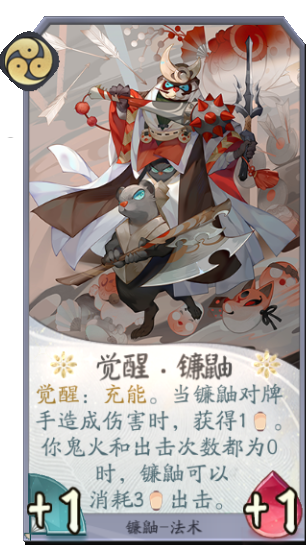 觉醒·镰鼬
觉醒：充能。当镰鼬对牌
手造成伤害时，获得1。
你鬼火和出击次数都为0
时，镰鼬可以
消耗3出击。
+1
+1
镰鼬-法术